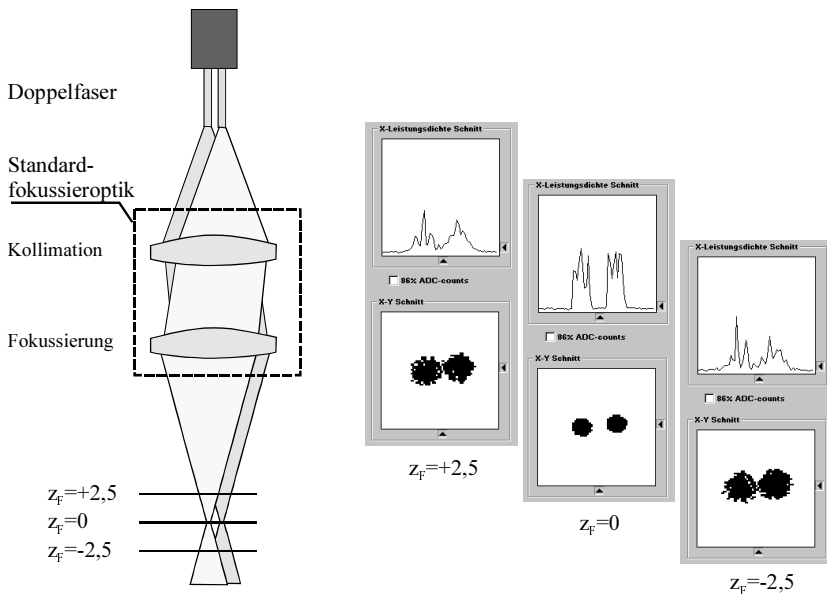 Doppelfaser
Standard-
fokussieroptik
Kollimation
Fokussierung
z_F=+2,5
z_F=0
z_F=-2,5
X-Leistungsdichte Schnitt
86% ADC-counts
X-Y Schnitt
z_F=+2,5
X-Leistungsdichte Schnitt
86% ADC-counts
X-Y Schnitt
z_F=0
X-Leistungsdichte Schnitt
86% ADC-counts
X-Y Schnitt
z_F=-2,5